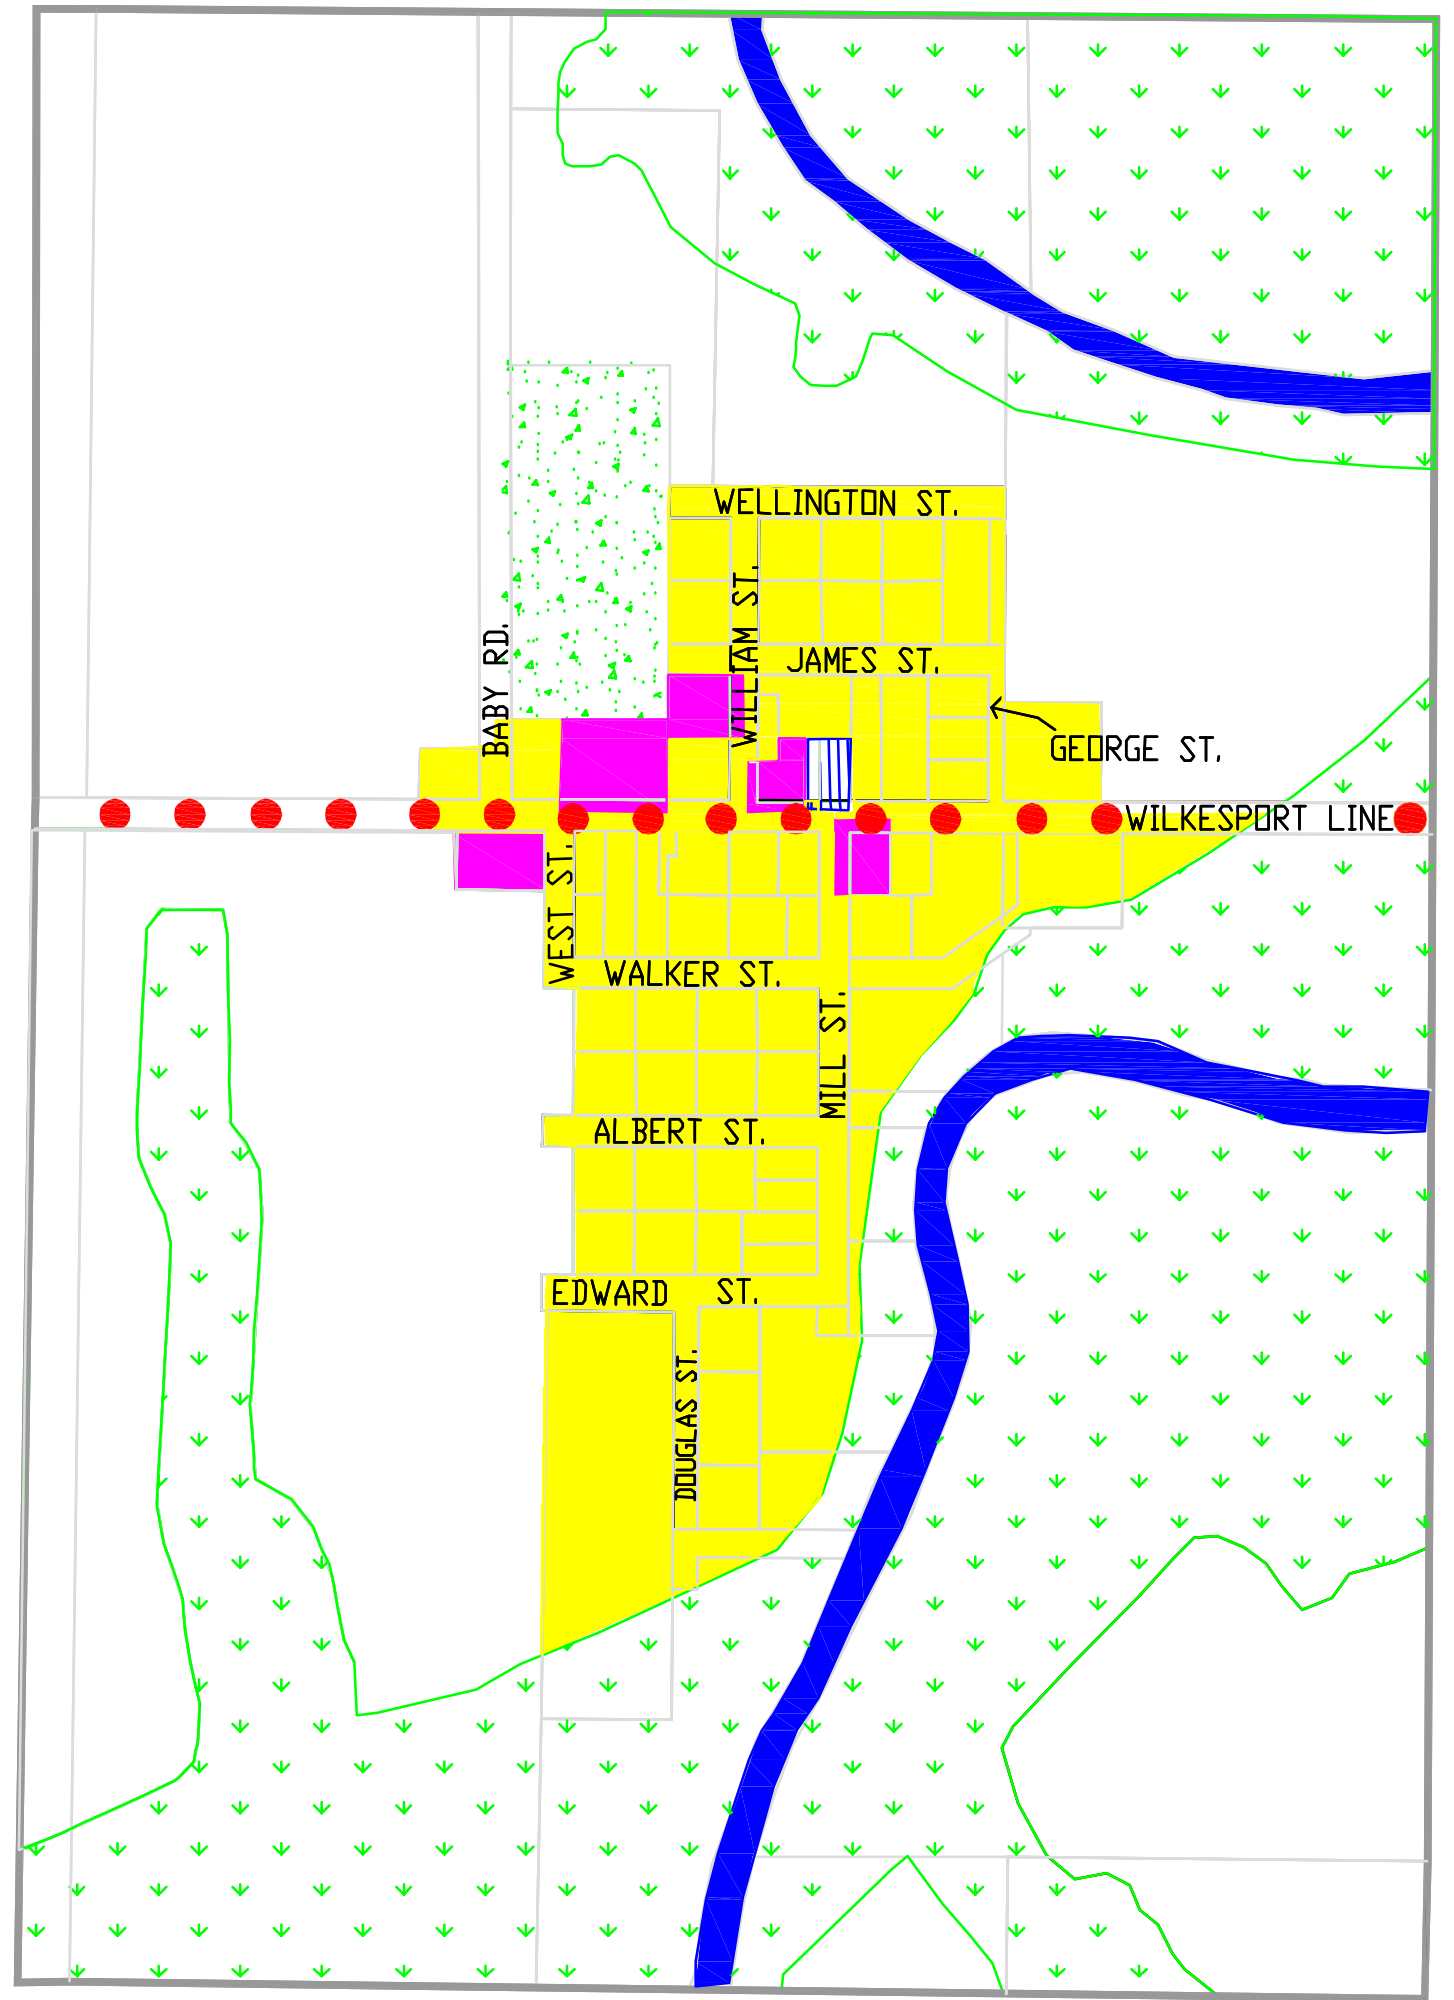 WELLINGTON ST.
WILLIAM ST.
BABY RD.
JAMES ST.
GEORGE ST.
WILKESPORT LINE
WEST ST.
WALKER ST.
MILL ST.
ALBERT ST.
EDWARD ST.
DOUGLAS ST.